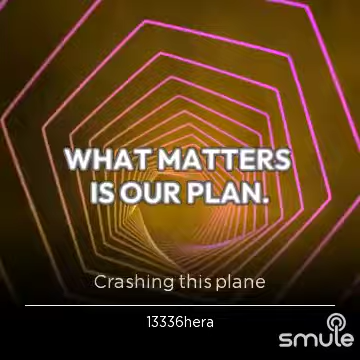 WHAT MATTERS
IS OUR PLAN.
Crashing this plane
13336hera
smule